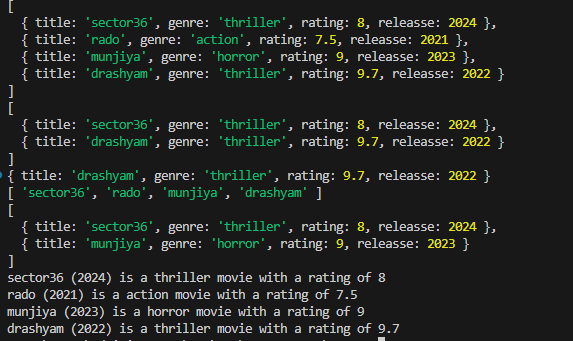 [
  { title: 'sector36', genre: 'thriller', rating: 8, releasse: 2024 },
  { title: 'rado', genre: 'action', rating: 7.5, releasse: 2021 },
  { title: 'munjiya', genre: 'horror', rating: 9, releasse: 2023 },
  { title: 'drashyam', genre: 'thriller', rating: 9.7, releasse: 2022 }
]
[
  { title: 'sector36', genre: 'thriller', rating: 8, releasse: 2024 },
  { title: 'drashyam', genre: 'thriller', rating: 9.7, releasse: 2022 }
]
{ title: 'drashyam', genre: 'thriller', rating: 9.7, releasse: 2022 }
[ 'sector36', 'rado', 'munjiya', 'drashyam' ]
[
  { title: 'sector36', genre: 'thriller', rating: 8, releasse: 2024 },
  { title: 'munjiya', genre: 'horror', rating: 9, releasse: 2023 }
]
sector36 (2024) is a thriller movie with a rating of 8
rado (2021) is a action movie with a rating of 7.5
munjiya (2023) is a horror movie with a rating of 9
drashyam (2022) is a thriller movie with a rating of 9.7